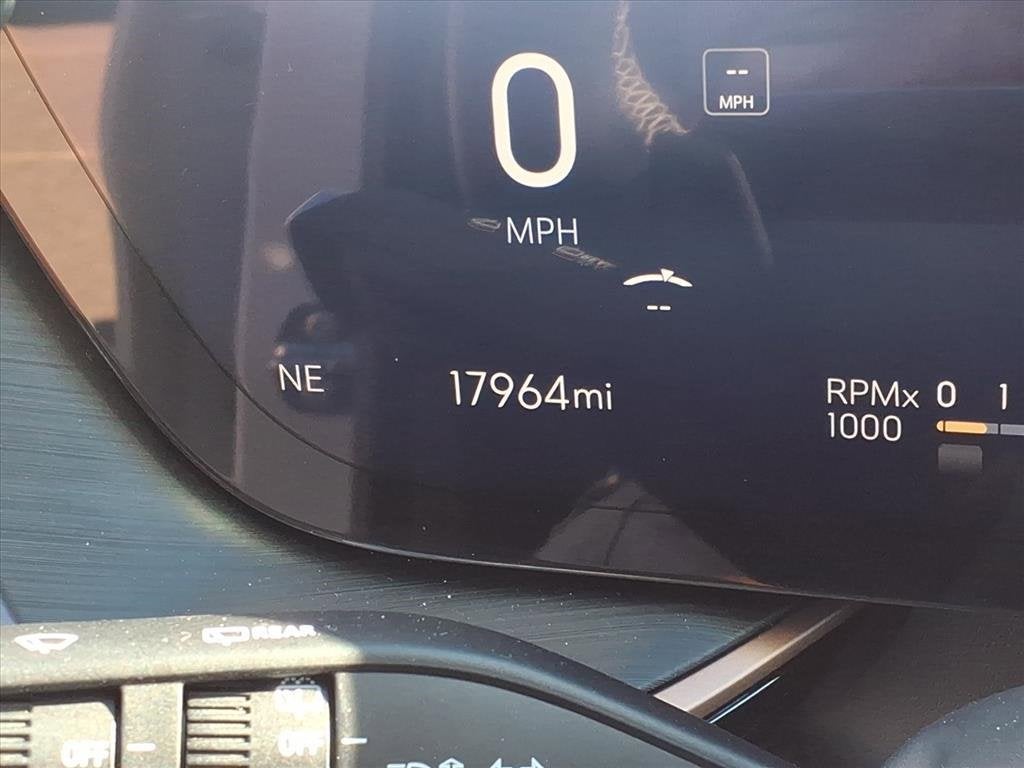 0
MPH
--
MPH
--
NE
17964mi
RPMx
1000
0 1
REAR
OFF
OFF